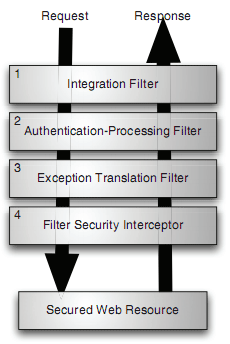 Request Response
1
Integration Filter
2
Authentication-Processing Filter
3
Exception Translation Filter
4
Filter Security Interceptor
Secured Web Resource